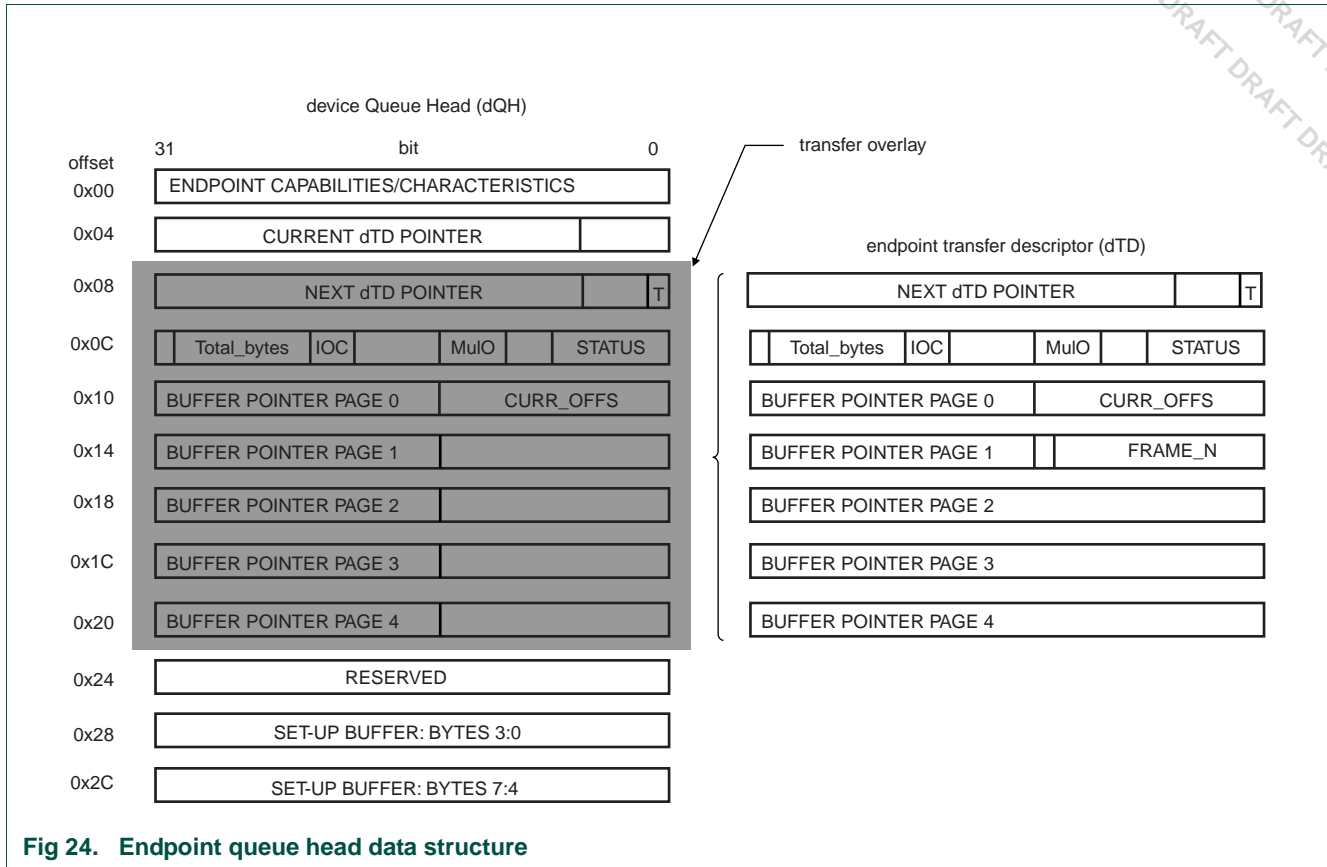 DRAFT DRAFT DRA
DRAFT
device Queue Head (dQH)
31 bit 0
transfer overlay
offset
0x00 ENDPOINT CAPABILITIES/CHARACTERISTICS
0x04 CURRENT dTD POINTER
endpoint transfer descriptor (dTD)
0x08 NEXT dTD POINTER T NEXT dTD POINTER T
0x0C Total_bytes IOC MulO STATUS Total_bytes IOC MulO STATUS
0x10 BUFFER POINTER PAGE 0 CURR_OFFS BUFFER POINTER PAGE 0 CURR_OFFS
0x14 BUFFER POINTER PAGE 1 BUFFER POINTER PAGE 1 FRAME_N
0x18 BUFFER POINTER PAGE 2 BUFFER POINTER PAGE 2
0x1C BUFFER POINTER PAGE 3 BUFFER POINTER PAGE 3
0x20 BUFFER POINTER PAGE 4 BUFFER POINTER PAGE 4
0x24 RESERVED
0x28 SET-UP BUFFER: BYTES 3:0
0x2C SET-UP BUFFER: BYTES 7:4
Fig 24. Endpoint queue head data structure